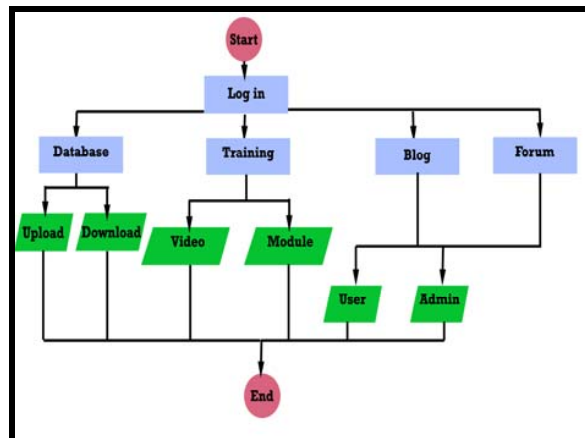 Start
Log in
Database
Training
Blog
Forum
Upload
Download
Video
Module
User
Admin
End